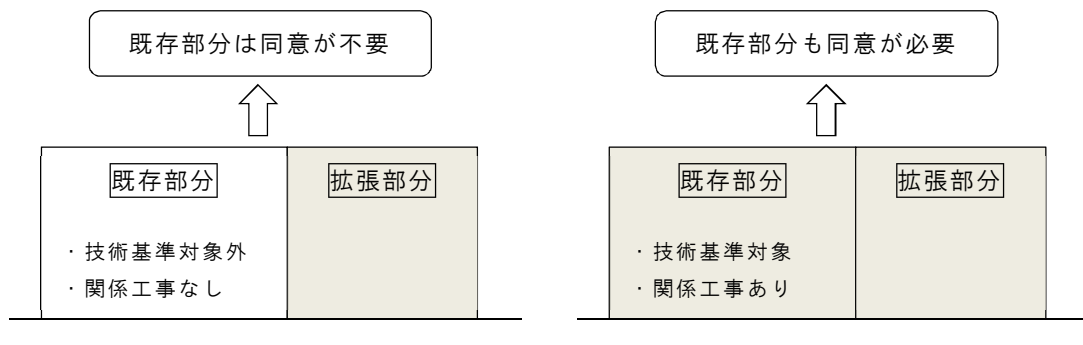 既存部分は同意が不要
既存部分
拡張部分
・技術基準対象外
・関係工事なし
既存部分も同意が必要
既存部分
拡張部分
・技術基準対象
・関係工事あり